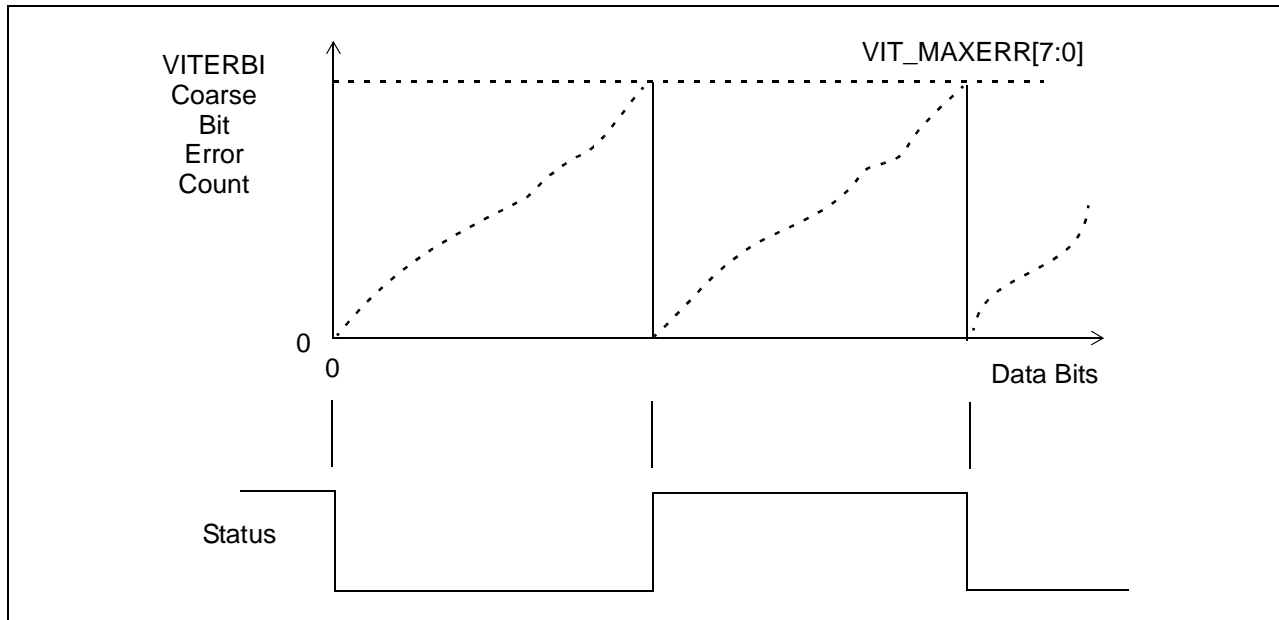 VITERBI
Coarse
Bit
Error
Count
VIT_MAXERR[7:0]
0
0
Data Bits
Status